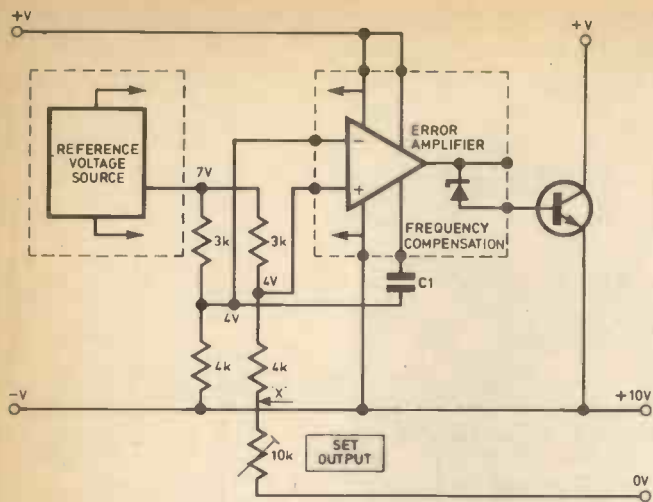 +V
+V
REFERENCE
VOLTAGE
SOURCE
7V
3k
3k
−
+
ERROR
AMPLIFIER
FREQUENCY
COMPENSATION
4V
4V
C1
4k
4k
X
−V
+10V
10k
SET
OUTPUT
0V